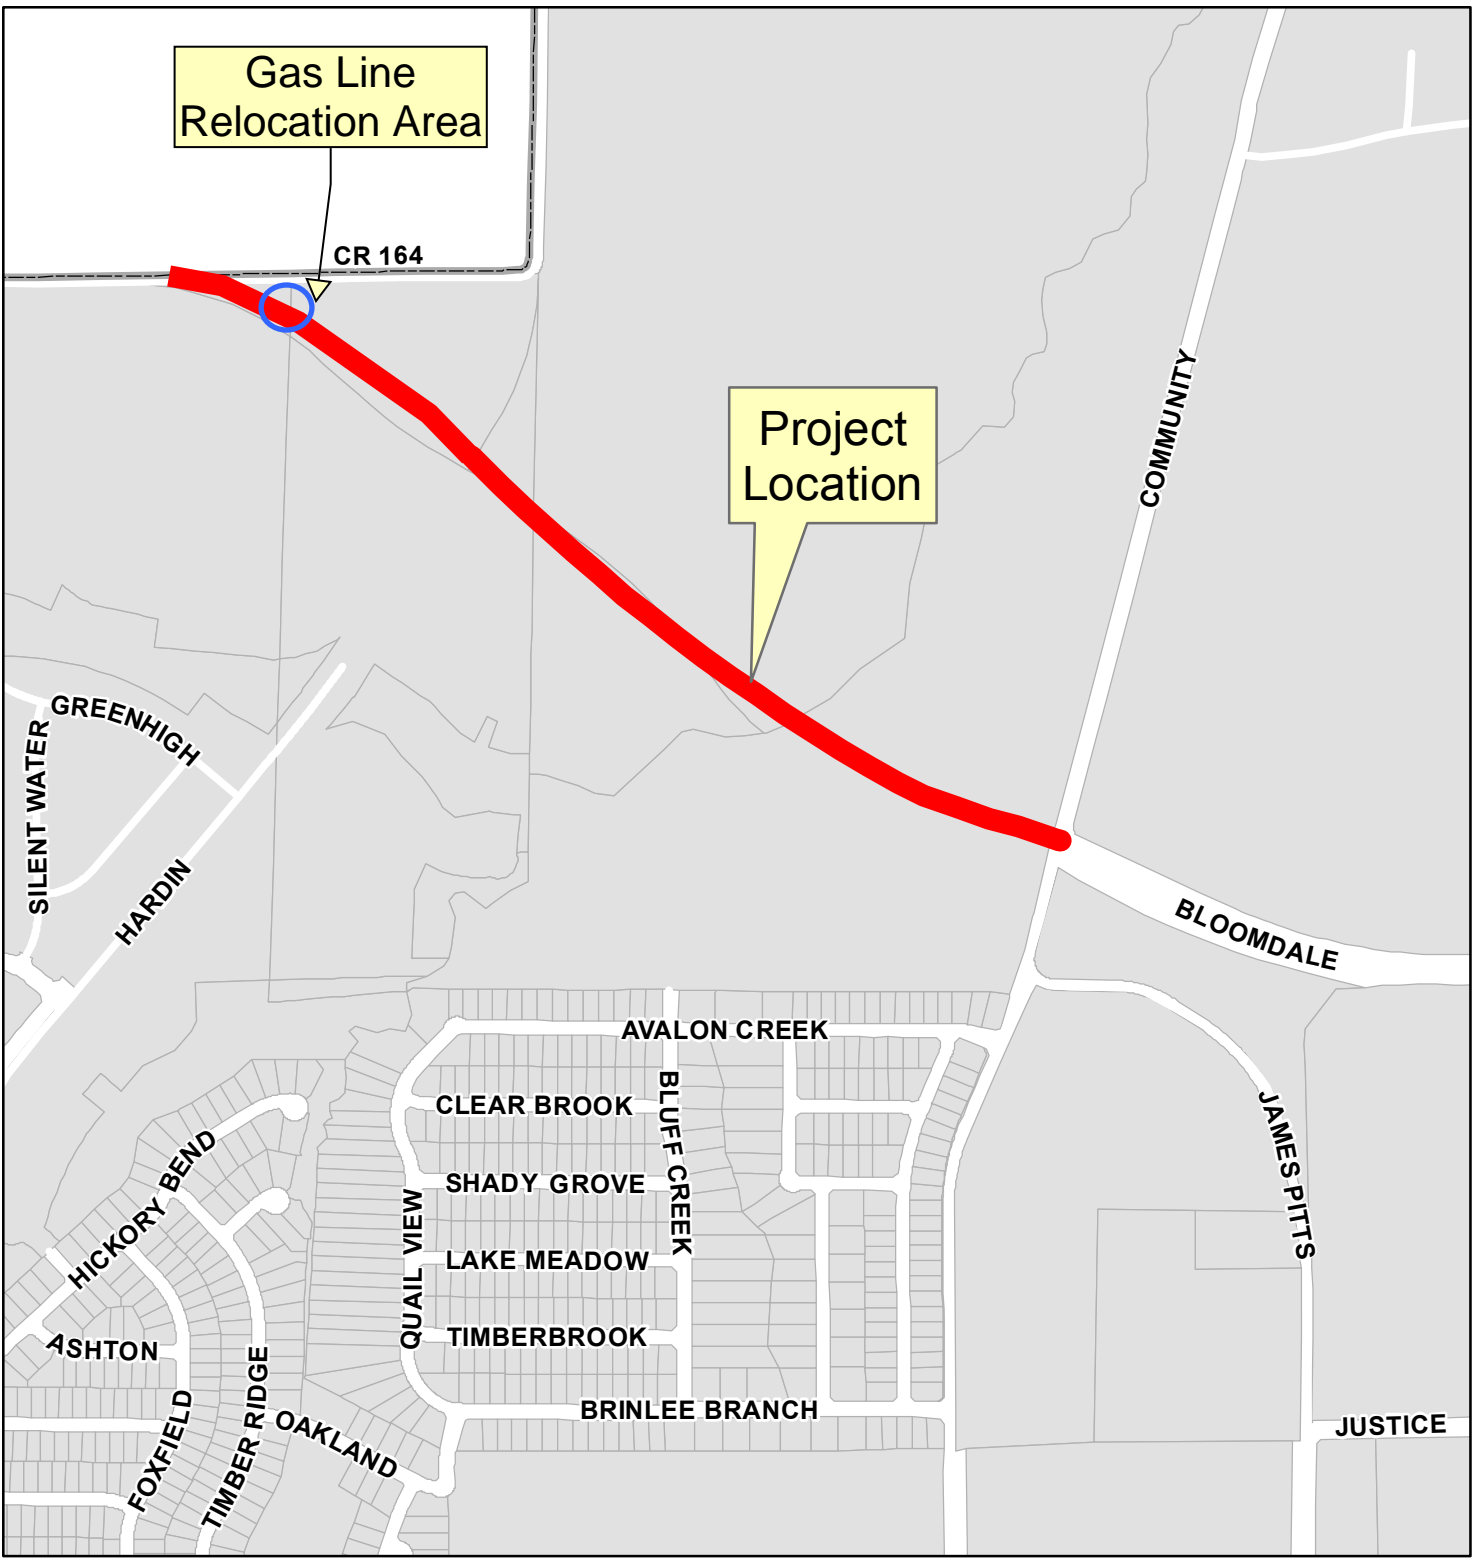 Gas Line
Relocation Area
CR 164
COMMUNITY
Project
Location
GREENHIGH
SILENT WATER
HARDIN
BLOOMDALE
AVALON CREEK
CLEAR BROOK
BLUFF CREEK
JAMES PITTS
HICKORY BEND
SHADY GROVE
QUAIL VIEW
LAKE MEADOW
ASHTON
TIMBERBROOK
FOXFIELD
TIMBER RIDGE
OAKLAND
BRINLEE BRANCH
JUSTICE